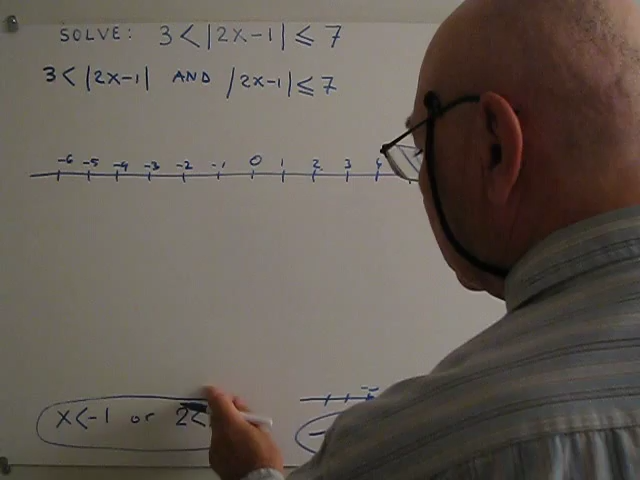 SOLVE: 3 < |2X-1| ≤ 7
3 < |2X-1| AND |2X-1| ≤ 7
-6 -5 -4 -3 -2 -1 0 1 2 3 4
X<-1 or 2<